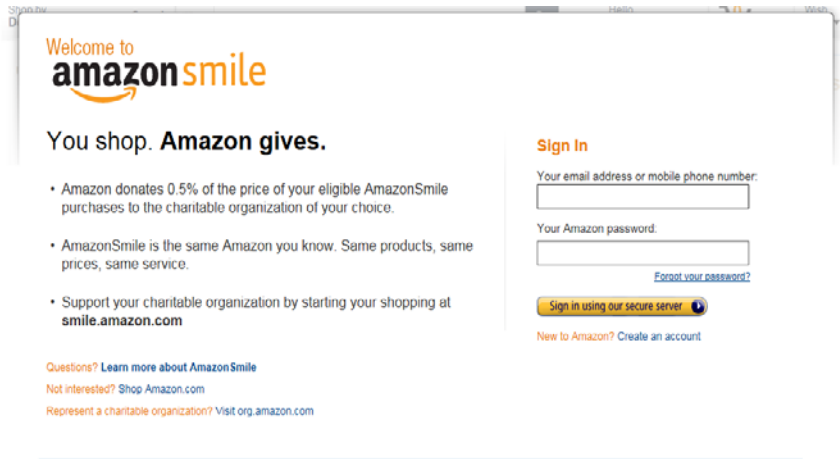 Shop by
Hello
Wish
Welcome to
amazonsmile
You shop. Amazon gives.
• Amazon donates 0.5% of the price of your eligible AmazonSmile
purchases to the charitable organization of your choice.
• AmazonSmile is the same Amazon you know. Same products, same
prices, same service.
• Support your charitable organization by starting your shopping at
smile.amazon.com
Questions? Learn more about AmazonSmile
Not interested? Shop Amazon.com
Represent a charitable organization? Visit org.amazon.com
Sign In
Your email address or mobile phone number:
Your Amazon password:
Forgot your password?
Sign in using our secure server
New to Amazon? Create an account